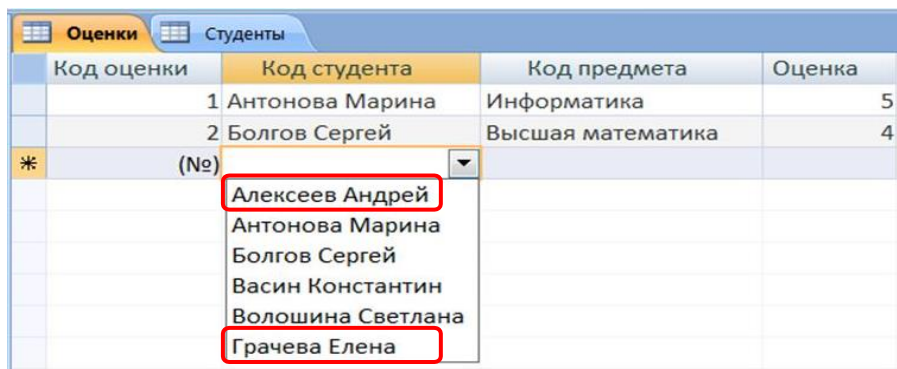 Оценки Студенты
Код оценки Код студента Код предмета Оценка
1 Антонова Марина Информатика 5
2 Болгов Сергей Высшая математика 4
(№)
Алексеев Андрей
Антонова Марина
Болгов Сергей
Васин Константин
Волошина Светлана
Грачева Елена